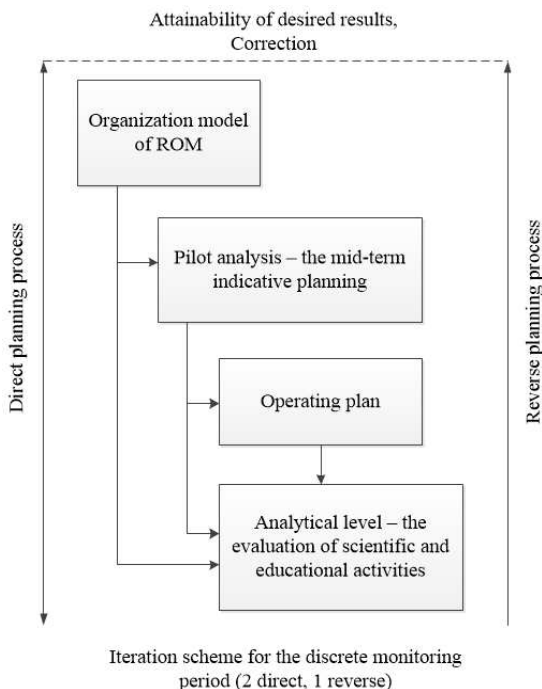 Attainability of desired results,
Correction
Organization model
of ROM
Pilot analysis – the mid-term
indicative planning
Operating plan
Analytical level – the
evaluation of scientific and
educational activities
Direct planning process
Reverse planning process
Iteration scheme for the discrete monitoring
period (2 direct, 1 reverse)